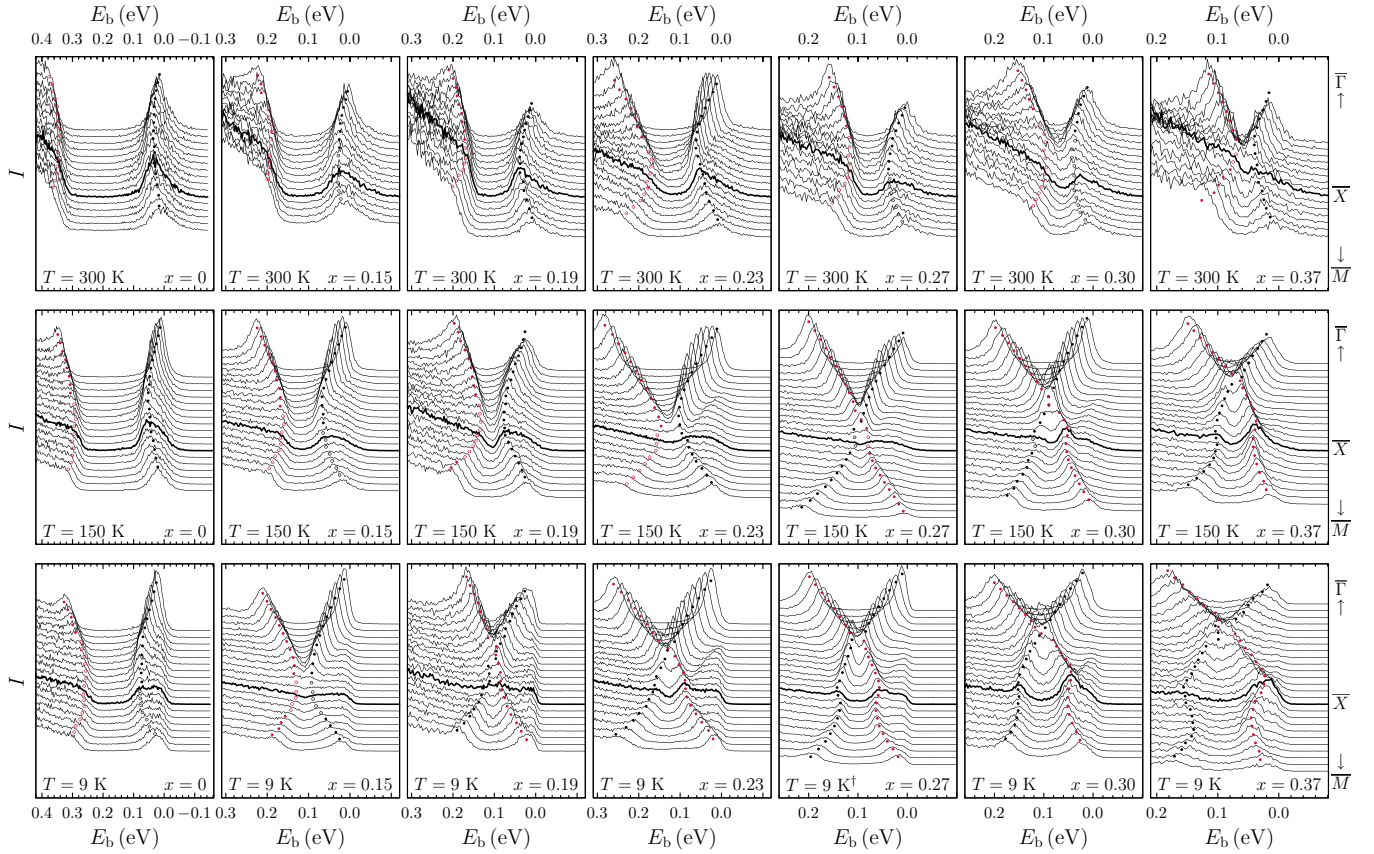 E_b (eV) E_b (eV) E_b (eV) E_b (eV) E_b (eV) E_b (eV) E_b (eV)
0.4 0.3 0.2 0.1 0.0 −0.1 0.3 0.2 0.1 0.0 0.3 0.2 0.1 0.0 0.3 0.2 0.1 0.0 0.2 0.1 0.0 0.2 0.1 0.0 0.2 0.1 0.0
Γ̅
↑
I
X̅
↓
M̅
T = 300 K x = 0 T = 300 K x = 0.15 T = 300 K x = 0.19 T = 300 K x = 0.23 T = 300 K x = 0.27 T = 300 K x = 0.30 T = 300 K x = 0.37
Γ̅
↑
I
X̅
↓
M̅
T = 150 K x = 0 T = 150 K x = 0.15 T = 150 K x = 0.19 T = 150 K x = 0.23 T = 150 K x = 0.27 T = 150 K x = 0.30 T = 150 K x = 0.37
Γ̅
↑
I
X̅
↓
M̅
T = 9 K x = 0 T = 9 K x = 0.15 T = 9 K x = 0.19 T = 9 K x = 0.23 T = 9 K† x = 0.27 T = 9 K x = 0.30 T = 9 K x = 0.37
0.4 0.3 0.2 0.1 0.0 −0.1 0.3 0.2 0.1 0.0 0.3 0.2 0.1 0.0 0.3 0.2 0.1 0.0 0.2 0.1 0.0 0.2 0.1 0.0 0.2 0.1 0.0
E_b (eV) E_b (eV) E_b (eV) E_b (eV) E_b (eV) E_b (eV) E_b (eV)